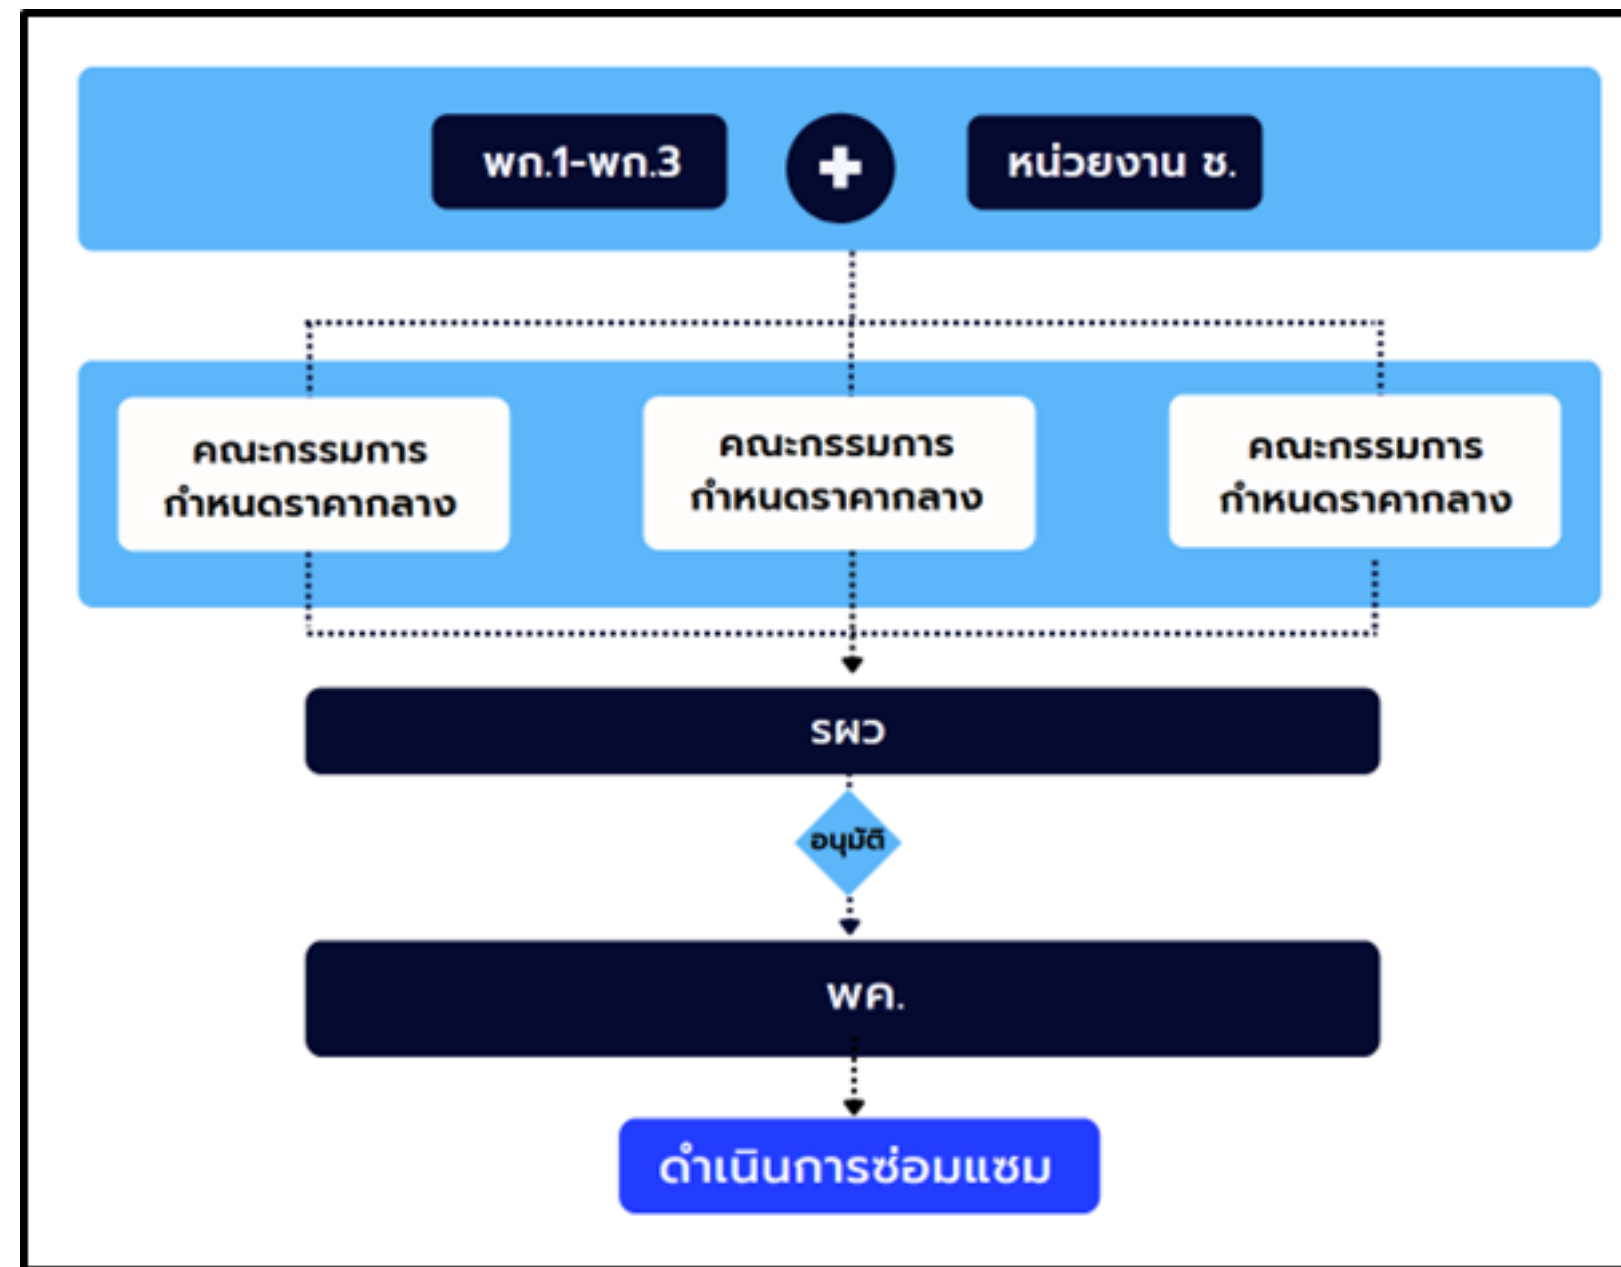 พก.1-พก.3
หน่วยงาน ช.
คณะกรรมการ
กำหนดราคากลาง
คณะกรรมการ
กำหนดราคากลาง
คณะกรรมการ
กำหนดราคากลาง
รผว
อนุมัติ
พค.
ดำเนินการซ่อมแซม